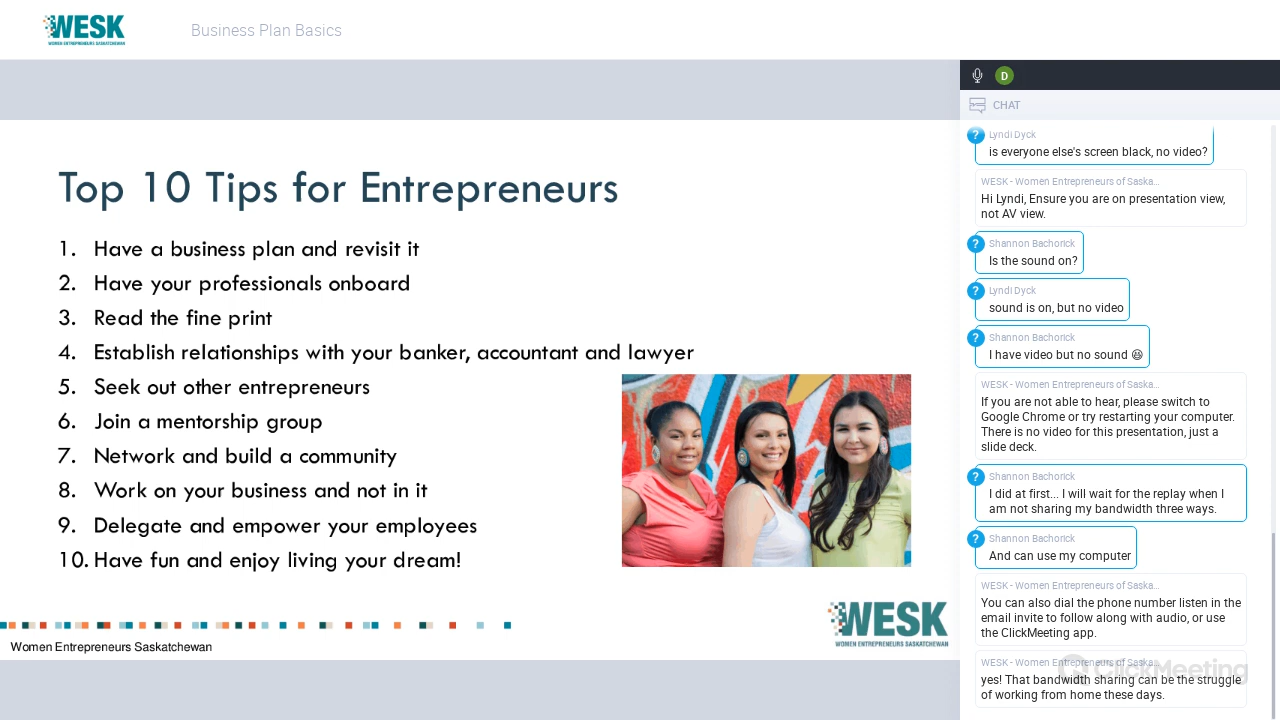 WESK
WOMEN ENTREPRENEURS SASKATCHEWAN
Business Plan Basics
Top 10 Tips for Entrepreneurs
1. Have a business plan and revisit it
2. Have your professionals onboard
3. Read the fine print
4. Establish relationships with your banker, accountant and lawyer
5. Seek out other entrepreneurs
6. Join a mentorship group
7. Network and build a community
8. Work on your business and not in it
9. Delegate and empower your employees
10. Have fun and enjoy living your dream!
WESK
WOMEN ENTREPRENEURS SASKATCHEWAN
Women Entrepreneurs Saskatchewan
D
CHAT
? Lyndi Dyck
is everyone else's screen black, no video?
WESK - Women Entrepreneurs of Saska...
Hi Lyndi, Ensure you are on presentation view,
not AV view.
? Shannon Bachorick
Is the sound on?
? Lyndi Dyck
sound is on, but no video
? Shannon Bachorick
I have video but no sound 😆
WESK - Women Entrepreneurs of Saska...
If you are not able to hear, please switch to
Google Chrome or try restarting your computer.
There is no video for this presentation, just a
slide deck.
? Shannon Bachorick
I did at first... I will wait for the replay when I
am not sharing my bandwidth three ways.
? Shannon Bachorick
And can use my computer
WESK - Women Entrepreneurs of Saska...
You can also dial the phone number listen in the
email invite to follow along with audio, or use
the ClickMeeting app.
WESK - Women Entrepreneurs of Saska...
yes! That bandwidth sharing can be the struggle
of working from home these days.
ClickMeeting